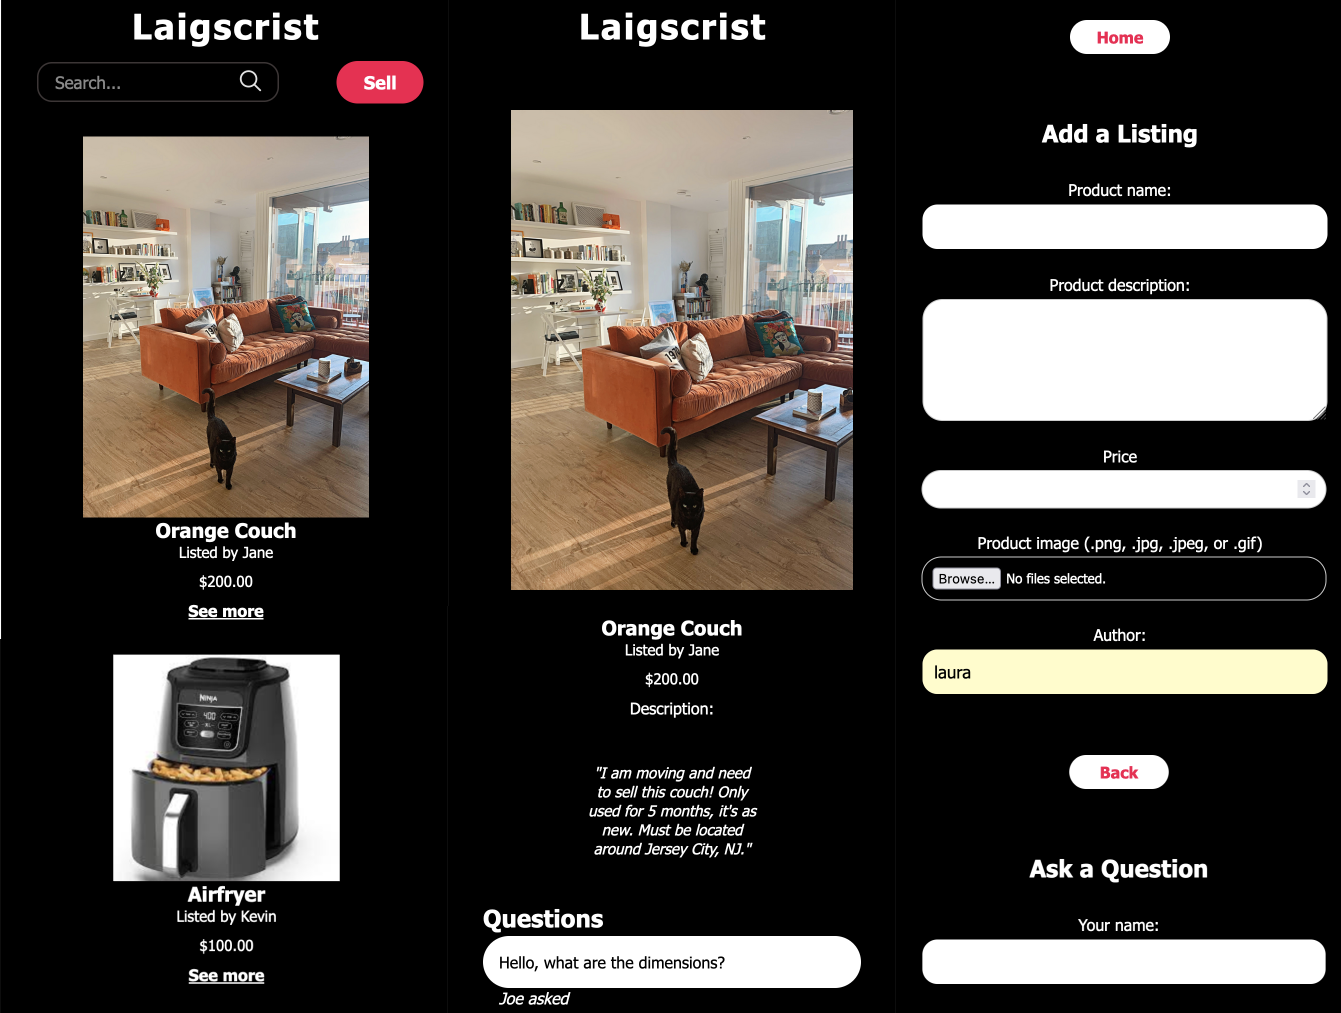 Laigscrist
Search...
Sell
Orange Couch
Listed by Jane
$200.00
See more
NINJA
400
Airfryer
Listed by Kevin
$100.00
See more
Laigscrist
Orange Couch
Listed by Jane
$200.00
Description:
"I am moving and need
to sell this couch! Only
used for 5 months, it's as
new. Must be located
around Jersey City, NJ."
Questions
Hello, what are the dimensions?
Joe asked
Home
Add a Listing
Product name:
Product description:
Price
Product image (.png, .jpg, .jpeg, or .gif)
Browse... No files selected.
Author:
laura
Back
Ask a Question
Your name: